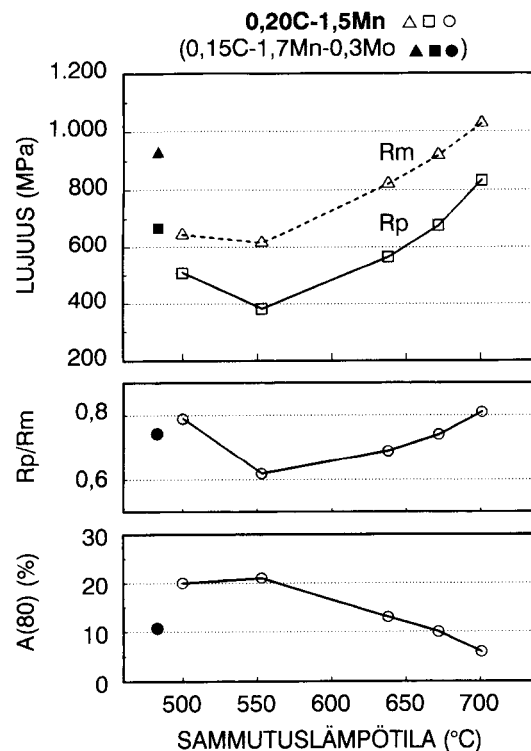 0,20C-1,5Mn △ □ ○
(0,15C-1,7Mn-0,3Mo ▲ ■ ● )
1.200
1.000
800
600
400
200
LUJUUS (MPa)
Rm
Rp
0,8
0,6
Rp/Rm
30
20
10
0
A(80) (%)
500 550 600 650 700
SAMMUTUSLÄMPÖTILA (°C)